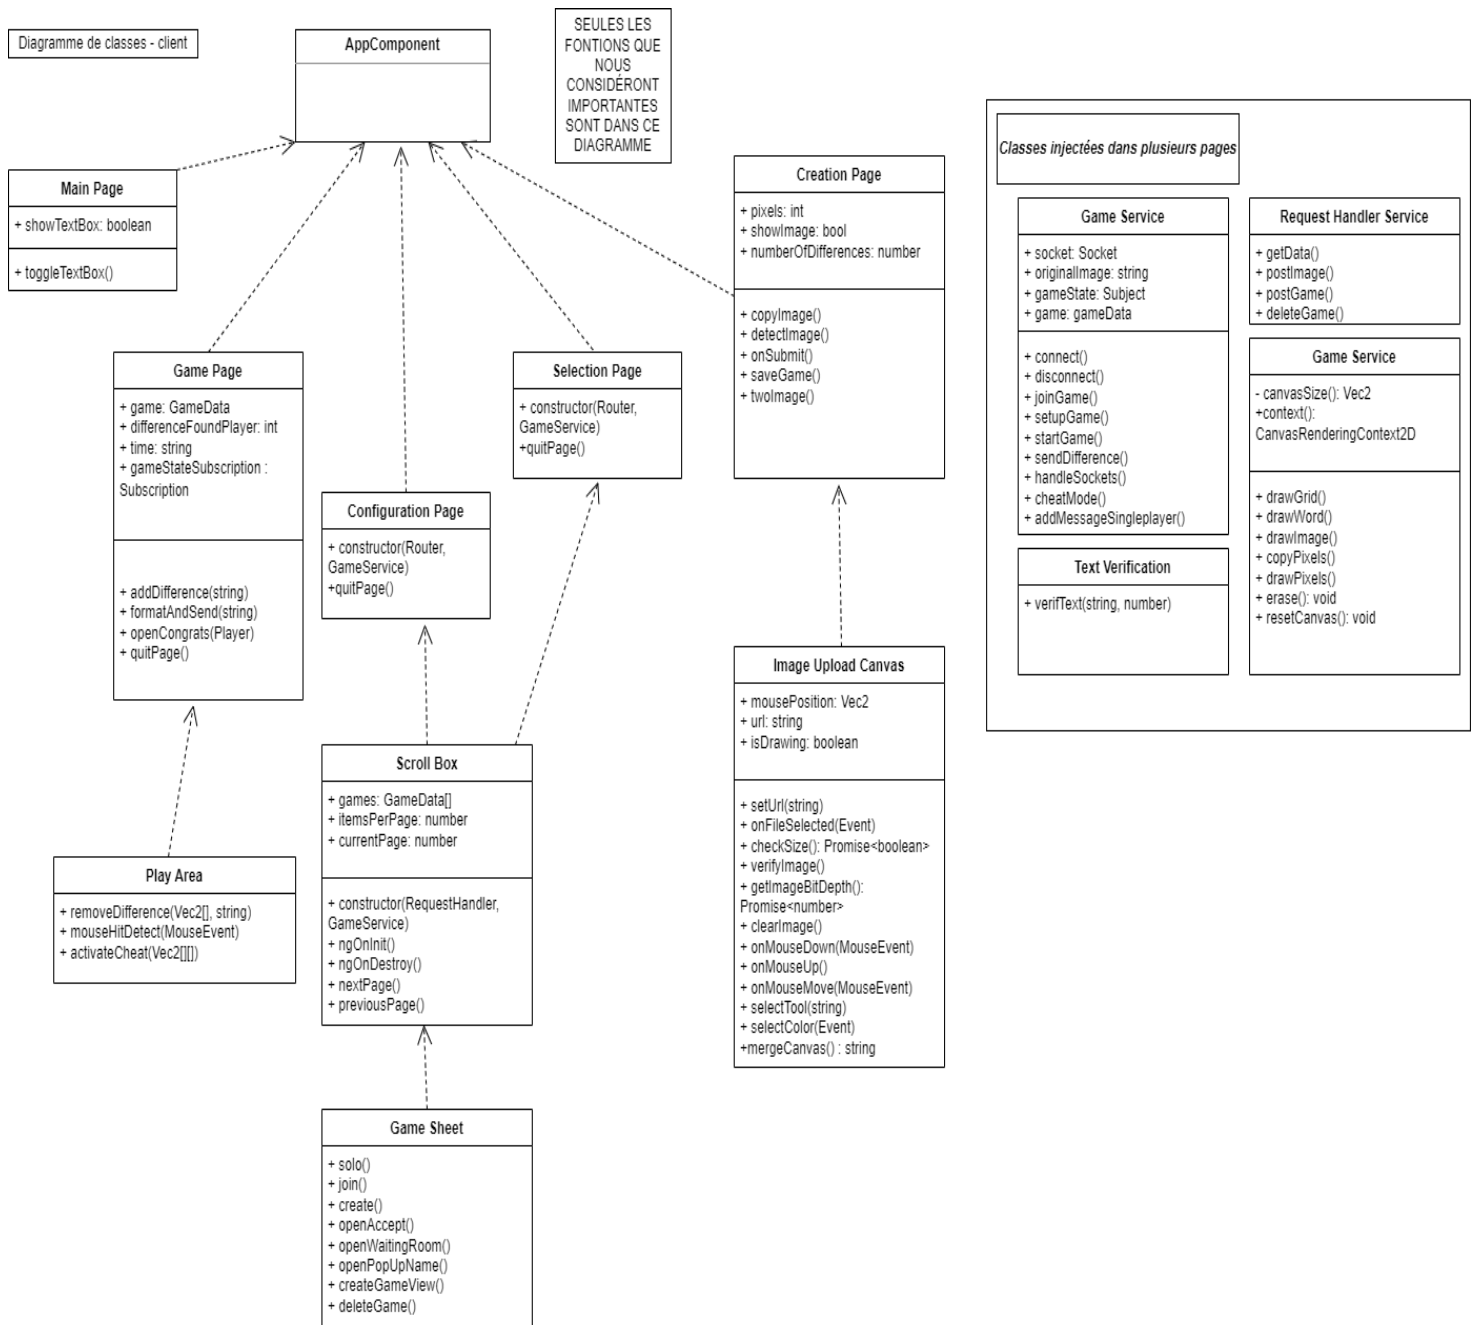 Diagramme de classes - client
AppComponent
SEULES LES
FONTIONS QUE
NOUS
CONSIDÉRONT
IMPORTANTES
SONT DANS CE
DIAGRAMME
Main Page
+ showTextBox: boolean
+ toggleTextBox()
Game Page
+ game: GameData
+ differenceFoundPlayer: int
+ time: string
+ gameStateSubscription :
Subscription
+ addDifference(string)
+ formatAndSend(string)
+ openCongrats(Player)
+ quitPage()
Configuration Page
+ constructor(Router,
GameService)
+quitPage()
Selection Page
+ constructor(Router,
GameService)
+quitPage()
Creation Page
+ pixels: int
+ showImage: bool
+ numberOfDifferences: number
+ copyImage()
+ detectImage()
+ onSubmit()
+ saveGame()
+ twoImage()
Play Area
+ removeDifference(Vec2[], string)
+ mouseHitDetect(MouseEvent)
+ activateCheat(Vec2[][])
Scroll Box
+ games: GameData[]
+ itemsPerPage: number
+ currentPage: number
+ constructor(RequestHandler,
GameService)
+ ngOnInit()
+ ngOnDestroy()
+ nextPage()
+ previousPage()
Game Sheet
+ solo()
+ join()
+ create()
+ openAccept()
+ openWaitingRoom()
+ openPopUpName()
+ createGameView()
+ deleteGame()
Image Upload Canvas
+ mousePosition: Vec2
+ url: string
+ isDrawing: boolean
+ setUrl(string)
+ onFileSelected(Event)
+ checkSize(): Promise<boolean>
+ verifyImage()
+ getImageBitDepth():
Promise<number>
+ clearImage()
+ onMouseDown(MouseEvent)
+ onMouseUp()
+ onMouseMove(MouseEvent)
+ selectTool(string)
+ selectColor(Event)
+mergeCanvas() : string
Classes injectées dans plusieurs pages
Game Service
+ socket: Socket
+ originalImage: string
+ gameState: Subject
+ game: gameData
+ connect()
+ disconnect()
+ joinGame()
+ setupGame()
+ startGame()
+ sendDifference()
+ handleSockets()
+ cheatMode()
+ addMessageSingleplayer()
Text Verification
+ verifText(string, number)
Request Handler Service
+ getData()
+ postImage()
+ postGame()
+ deleteGame()
Game Service
- canvasSize(): Vec2
+context():
CanvasRenderingContext2D
+ drawGrid()
+ drawWord()
+ drawImage()
+ copyPixels()
+ drawPixels()
+ erase(): void
+ resetCanvas(): void